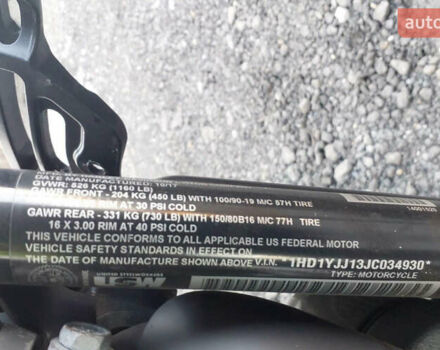 auto
DATE MANUFACTURED: 10/17
GVWR: 526 KG (1160 LB)
GAWR FRONT - 204 KG (450 LB) WITH 100/90-19 M/C 57H TIRE
RIM AT 30 PSI COLD
GAWR REAR - 331 KG (730 LB) WITH 150/80B16 M/C 77H TIRE
16 X 3.00 RIM AT 40 PSI COLD
THIS VEHICLE CONFORMS TO ALL APPLICABLE US FEDERAL MOTOR
VEHICLE SAFETY
STANDARDS IN EFFECT ON
THE DATE OF MANUFACTURE SHOWN ABOVE V.I.N. *1HD1YJJ13JC034930*
TYPE: MOTORCYCLE
UNITED STEELWORKERS